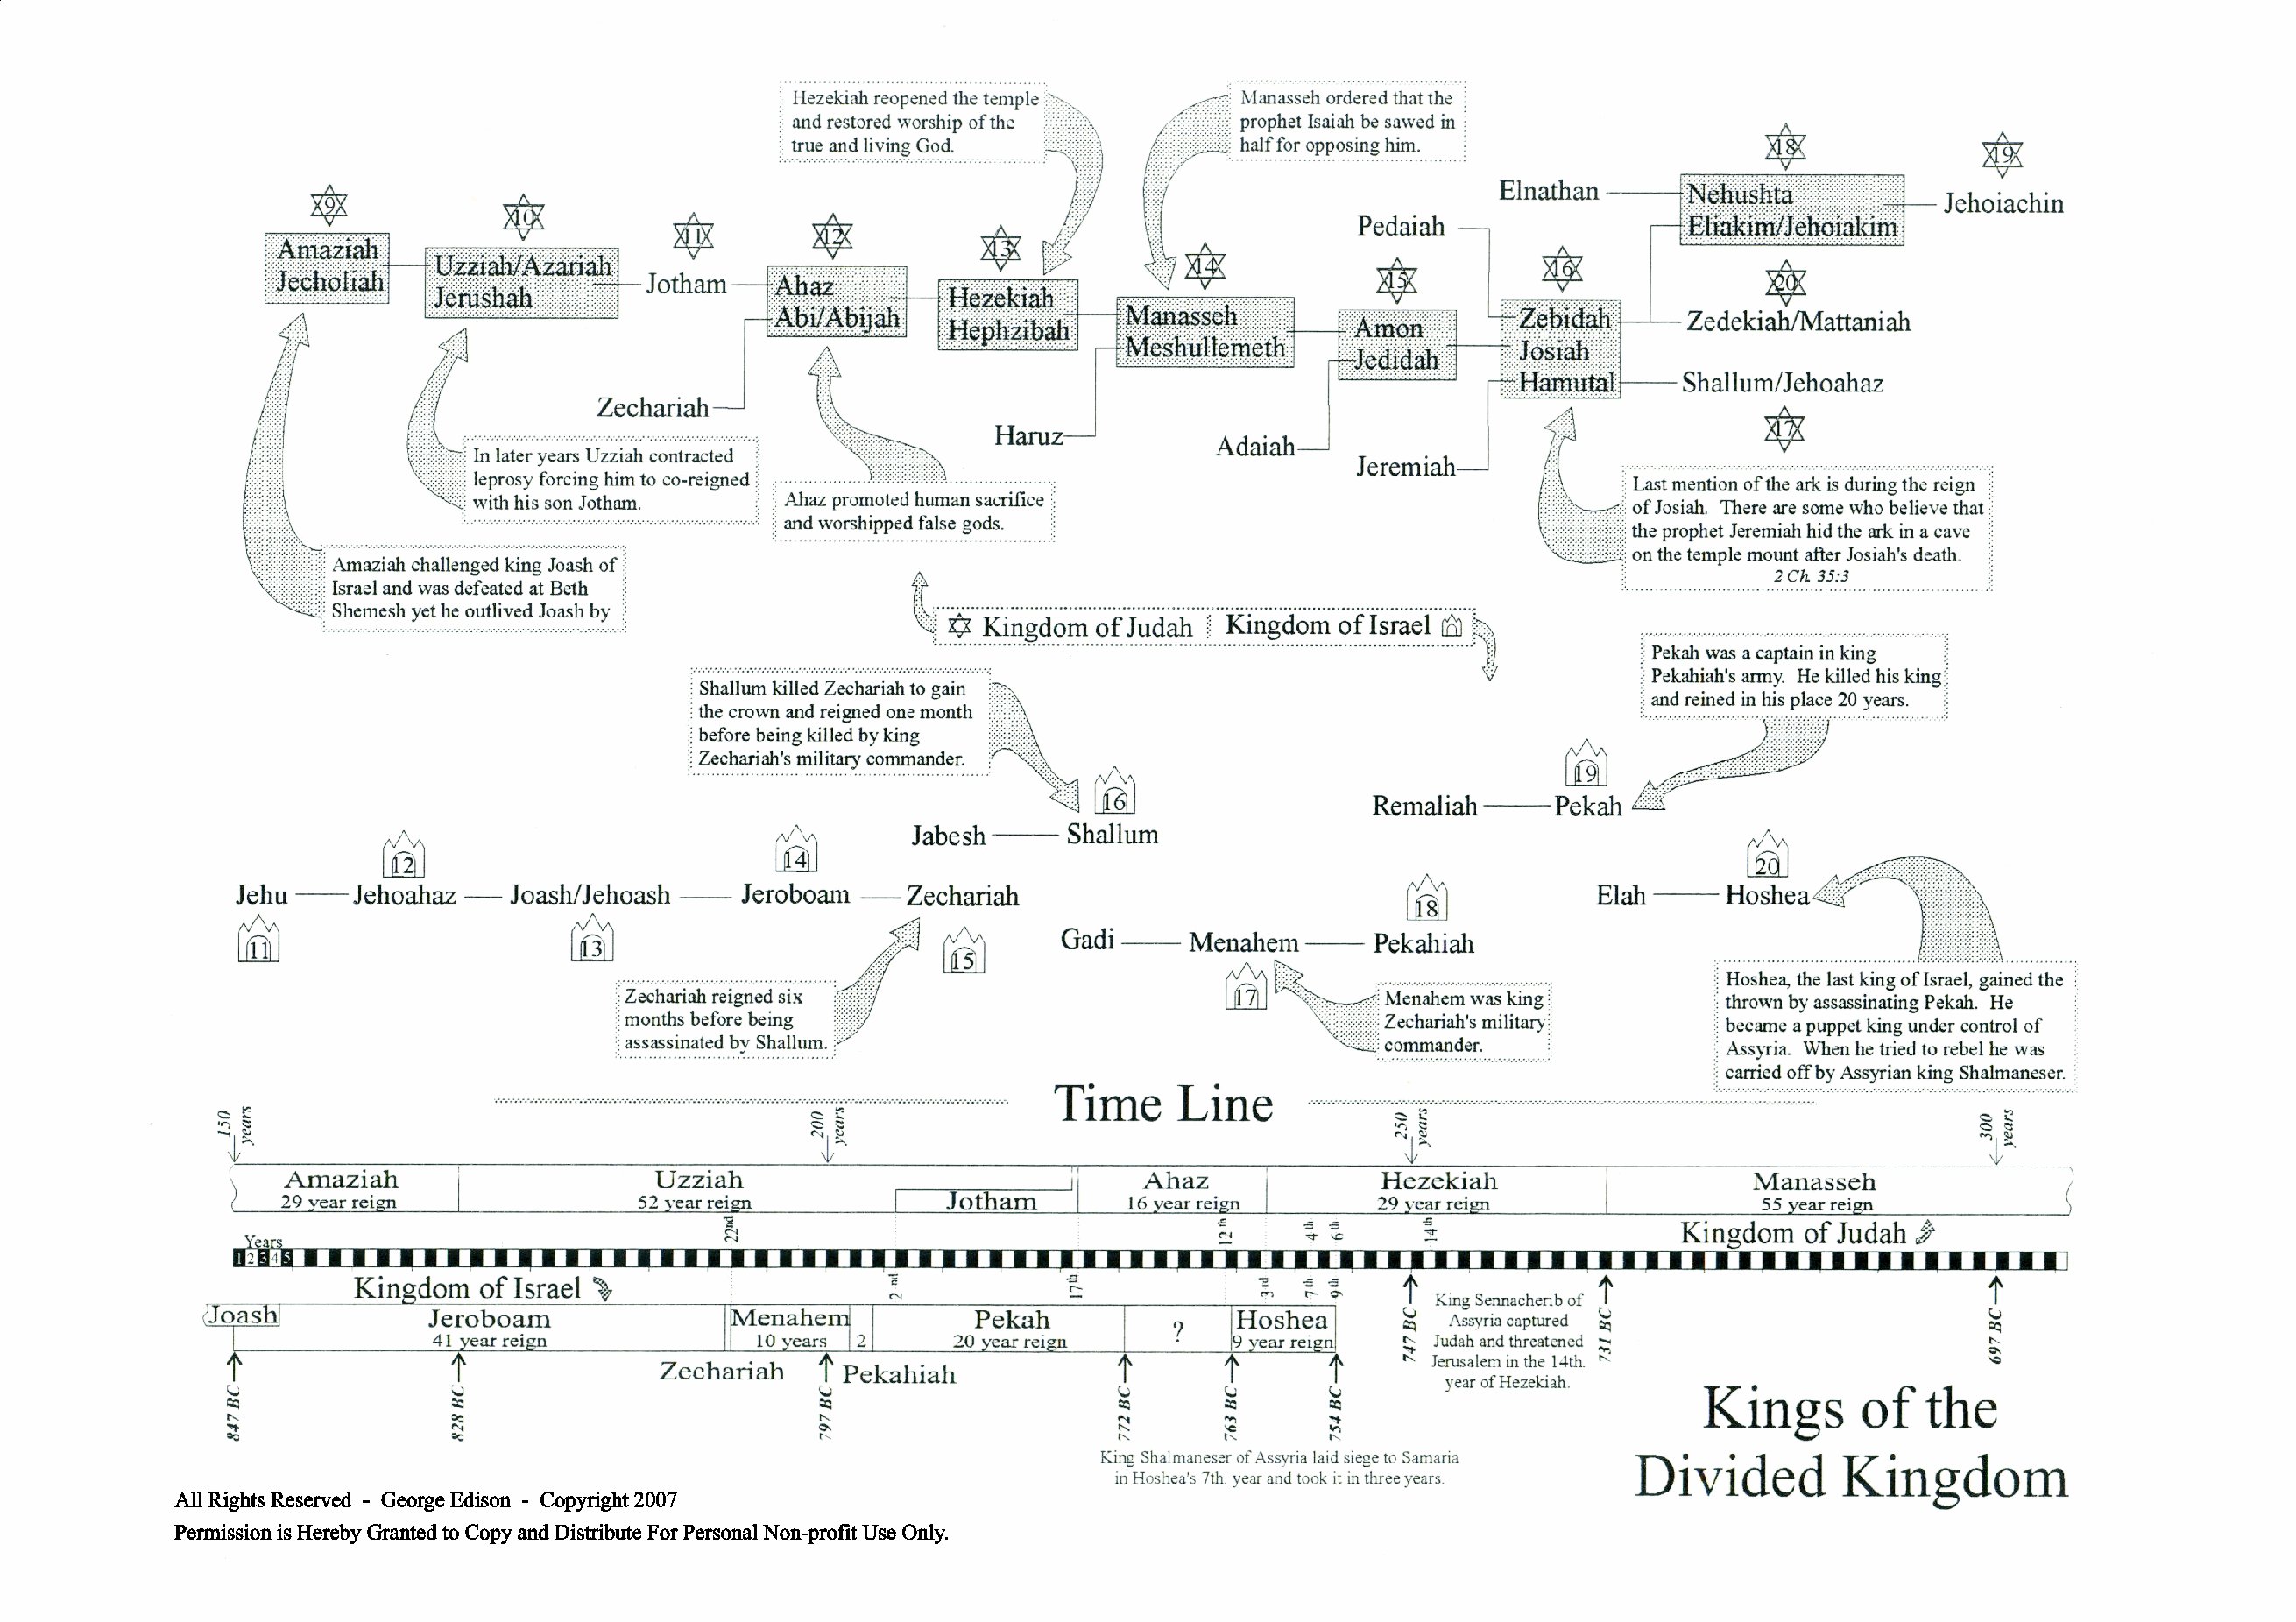 Hezekiah reopened the temple
and restored worship of the
true and living God.
Manasseh ordered that the
prophet Isaiah be sawed in
half for opposing him.
9
Amaziah
Jecholiah
10
Uzziah/Azariah
Jerushah
11
Jotham
12
Ahaz
Abi/Abijah
13
Hezekiah
Hephzibah
14
Manasseh
Meshullemeth
15
Amon
Jedidah
16
Zebidah
Josiah
Hamutal
18
Nehushta
Eliakim/Jehoiakim
19
Jehoiachin
20
Zedekiah/Mattaniah
Shallum/Jehoahaz
17
Elnathan
Pedaiah
Zechariah
Haruz
Adaiah
Jeremiah
In later years Uzziah contracted
leprosy forcing him to co-reigned
with his son Jotham.
Ahaz promoted human sacrifice
and worshipped false gods.
Last mention of the ark is during the reign
of Josiah. There are some who believe that
the prophet Jeremiah hid the ark in a cave
on the temple mount after Josiah's death.
2 Ch. 35:3
Amaziah challenged king Joash of
Israel and was defeated at Beth
Shemesh yet he outlived Joash by
Kingdom of Judah
Kingdom of Israel
Shallum killed Zechariah to gain
the crown and reigned one month
before being killed by king
Zechariah's military commander.
Pekah was a captain in king
Pekahiah's army. He killed his king
and reined in his place 20 years.
16
Jabesh
Shallum
19
Remaliah
Pekah
12
14
Jehu
Jehoahaz
Joash/Jehoash
Jeroboam
Zechariah
11
13
15
18
Gadi
Menahem
Pekahiah
17
20
Elah
Hoshea
Zechariah reigned six
months before being
assassinated by Shallum.
Menahem was king
Zechariah's military
commander.
Hoshea, the last king of Israel, gained the
thrown by assassinating Pekah. He
became a puppet king under control of
Assyria. When he tried to rebel he was
carried off by Assyrian king Shalmaneser.
Time Line
150
years
200
years
250
years
300
years
Amaziah
29 year reign
Uzziah
52 year reign
Jotham
Ahaz
16 year reign
Hezekiah
29 year reign
Manasseh
55 year reign
22nd
12 th
4 th
6 th
14th
Kingdom of Judah
Years
1 2 3 4 5
Kingdom of Israel
2 nd
17th
3 rd
7 th
9 th
Joash
Jeroboam
41 year reign
Menahem
10 years
2
Pekah
20 year reign
?
Hoshea
9 year reign
Zechariah
Pekahiah
847 BC
828 BC
797 BC
772 BC
763 BC
754 BC
747 BC
731 BC
697 BC
King Sennacherib of
Assyria captured
Judah and threatened
Jerusalem in the 14th.
year of Hezekiah.
King Shalmaneser of Assyria laid siege to Samaria
in Hoshea's 7th. year and took it in three years.
Kings of the
Divided Kingdom
All Rights Reserved - George Edison - Copyright 2007
Permission is Hereby Granted to Copy and Distribute For Personal Non-profit Use Only.